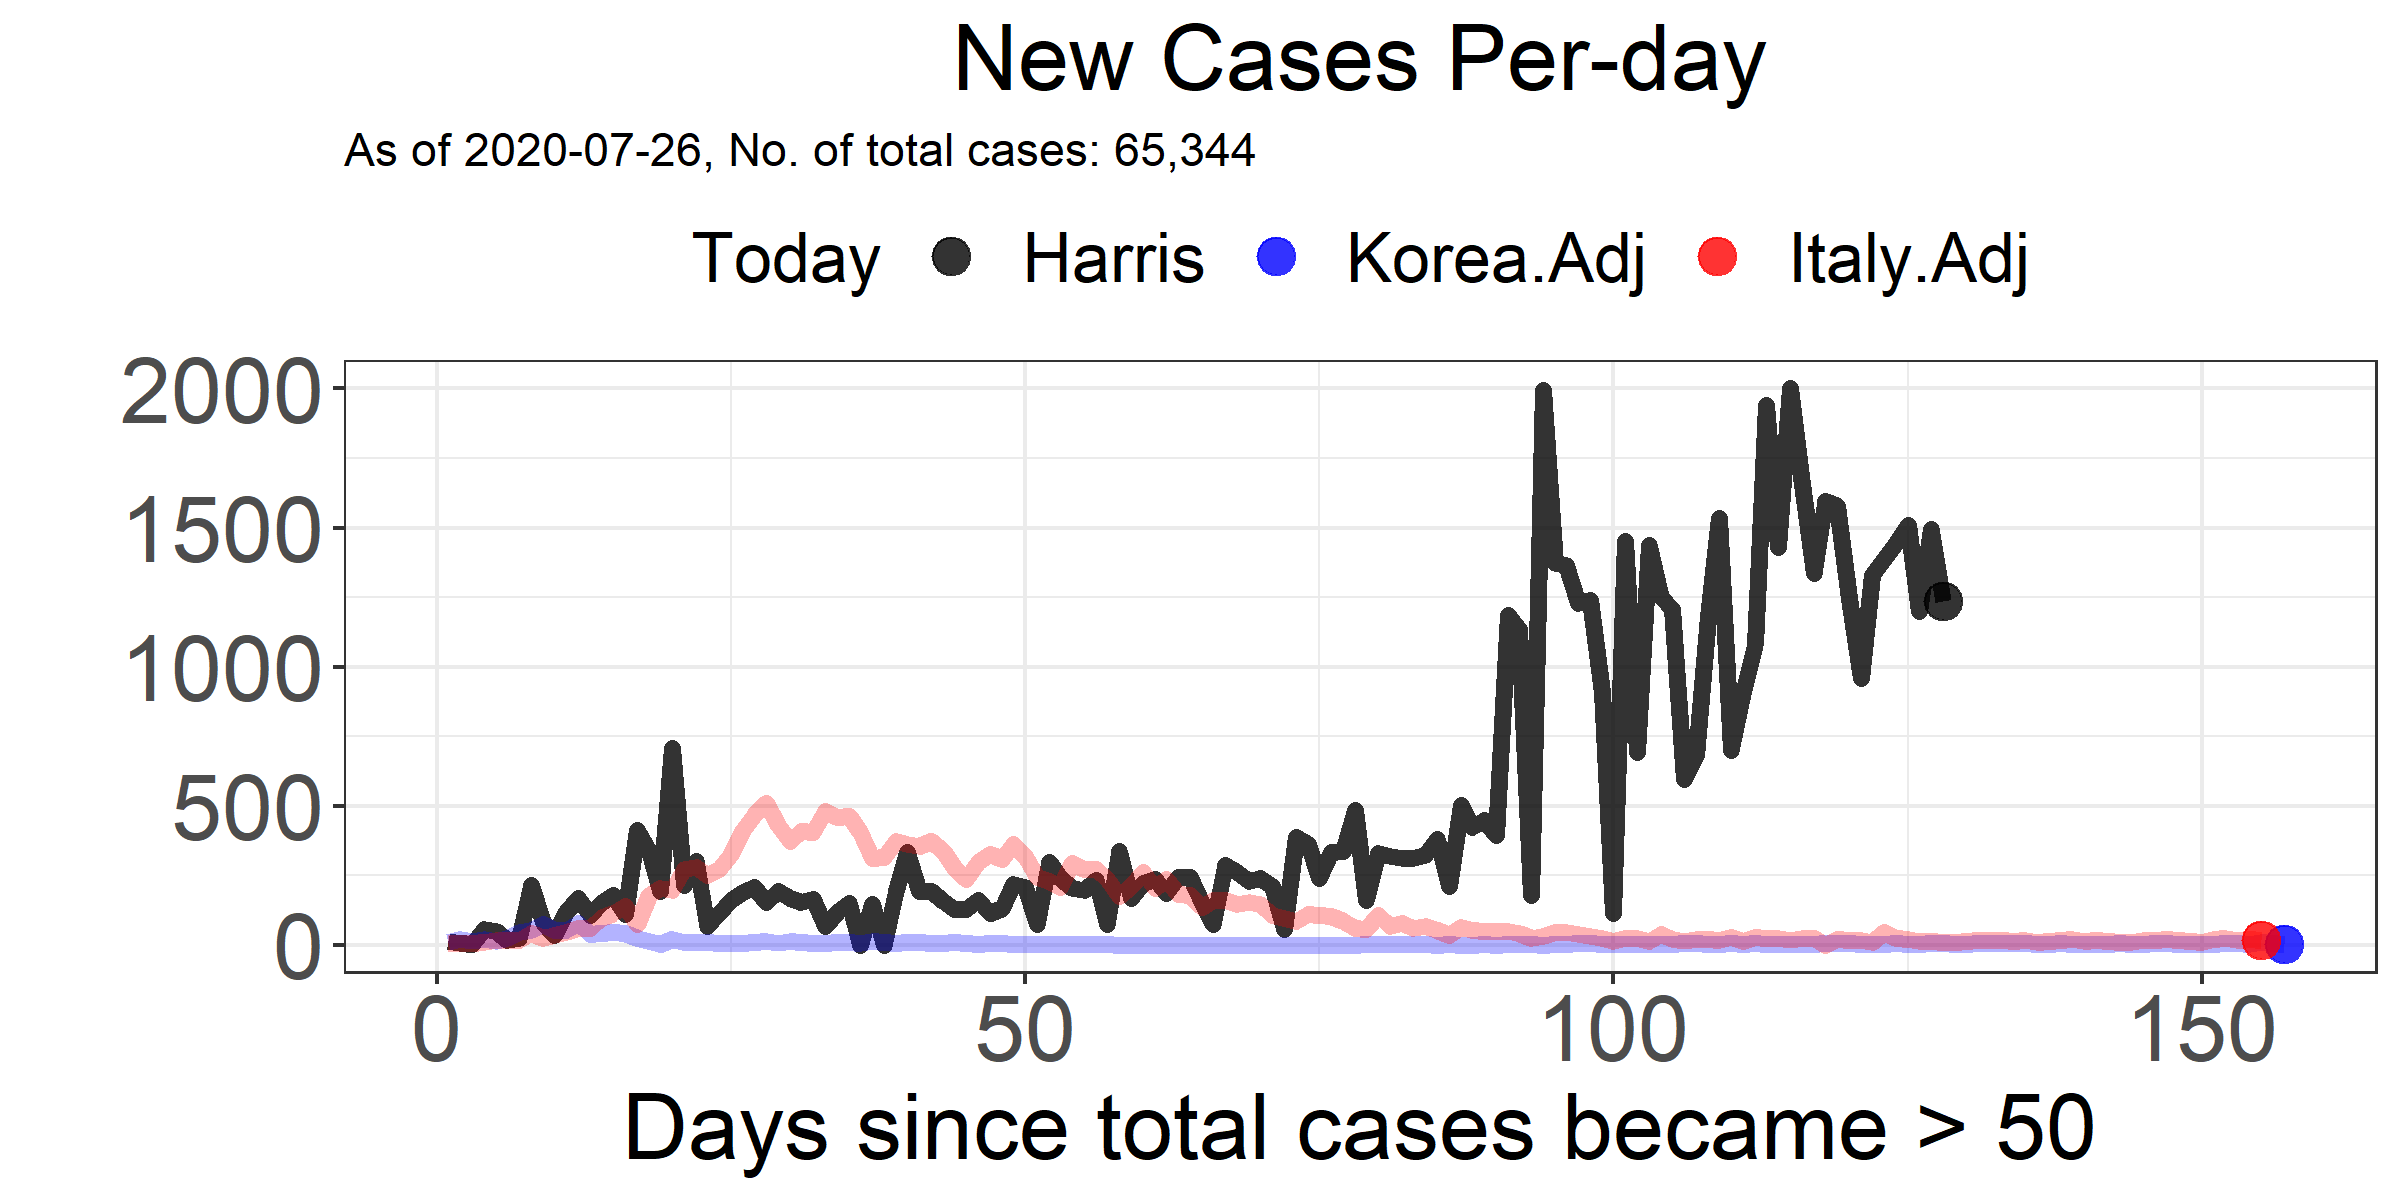 New Cases Per-day
As of 2020-07-26, No. of total cases: 65,344
Today Harris Korea.Adj Italy.Adj
2000
1500
1000
500
0
0 50 100 150
Days since total cases became > 50